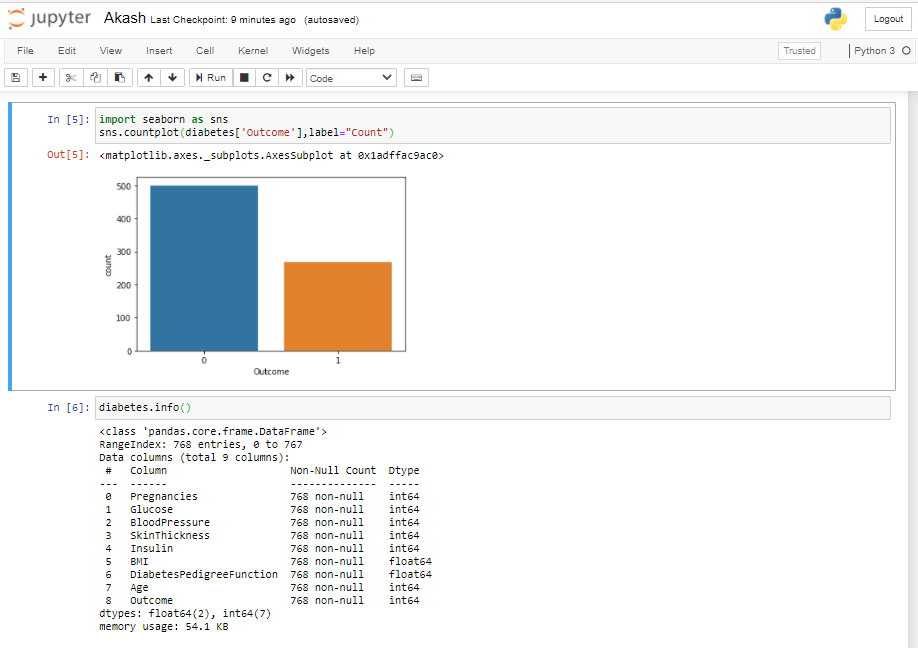 jupyter Akash Last Checkpoint: 9 minutes ago (autosaved)
Logout
File Edit View Insert Cell Kernel Widgets Help Trusted Python 3
Run Code
In [5]: import seaborn as sns
sns.countplot(diabetes['Outcome'],label="Count")
Out[5]: <matplotlib.axes._subplots.AxesSubplot at 0x1adffac9ac0>
500
400
300
200
100
0
count
0 1
Outcome
In [6]: diabetes.info()
<class 'pandas.core.frame.DataFrame'>
RangeIndex: 768 entries, 0 to 767
Data columns (total 9 columns):
# Column Non-Null Count Dtype
--- ------ -------------- -----
0 Pregnancies 768 non-null int64
1 Glucose 768 non-null int64
2 BloodPressure 768 non-null int64
3 SkinThickness 768 non-null int64
4 Insulin 768 non-null int64
5 BMI 768 non-null float64
6 DiabetesPedigreeFunction 768 non-null float64
7 Age 768 non-null int64
8 Outcome 768 non-null int64
dtypes: float64(2), int64(7)
memory usage: 54.1 KB